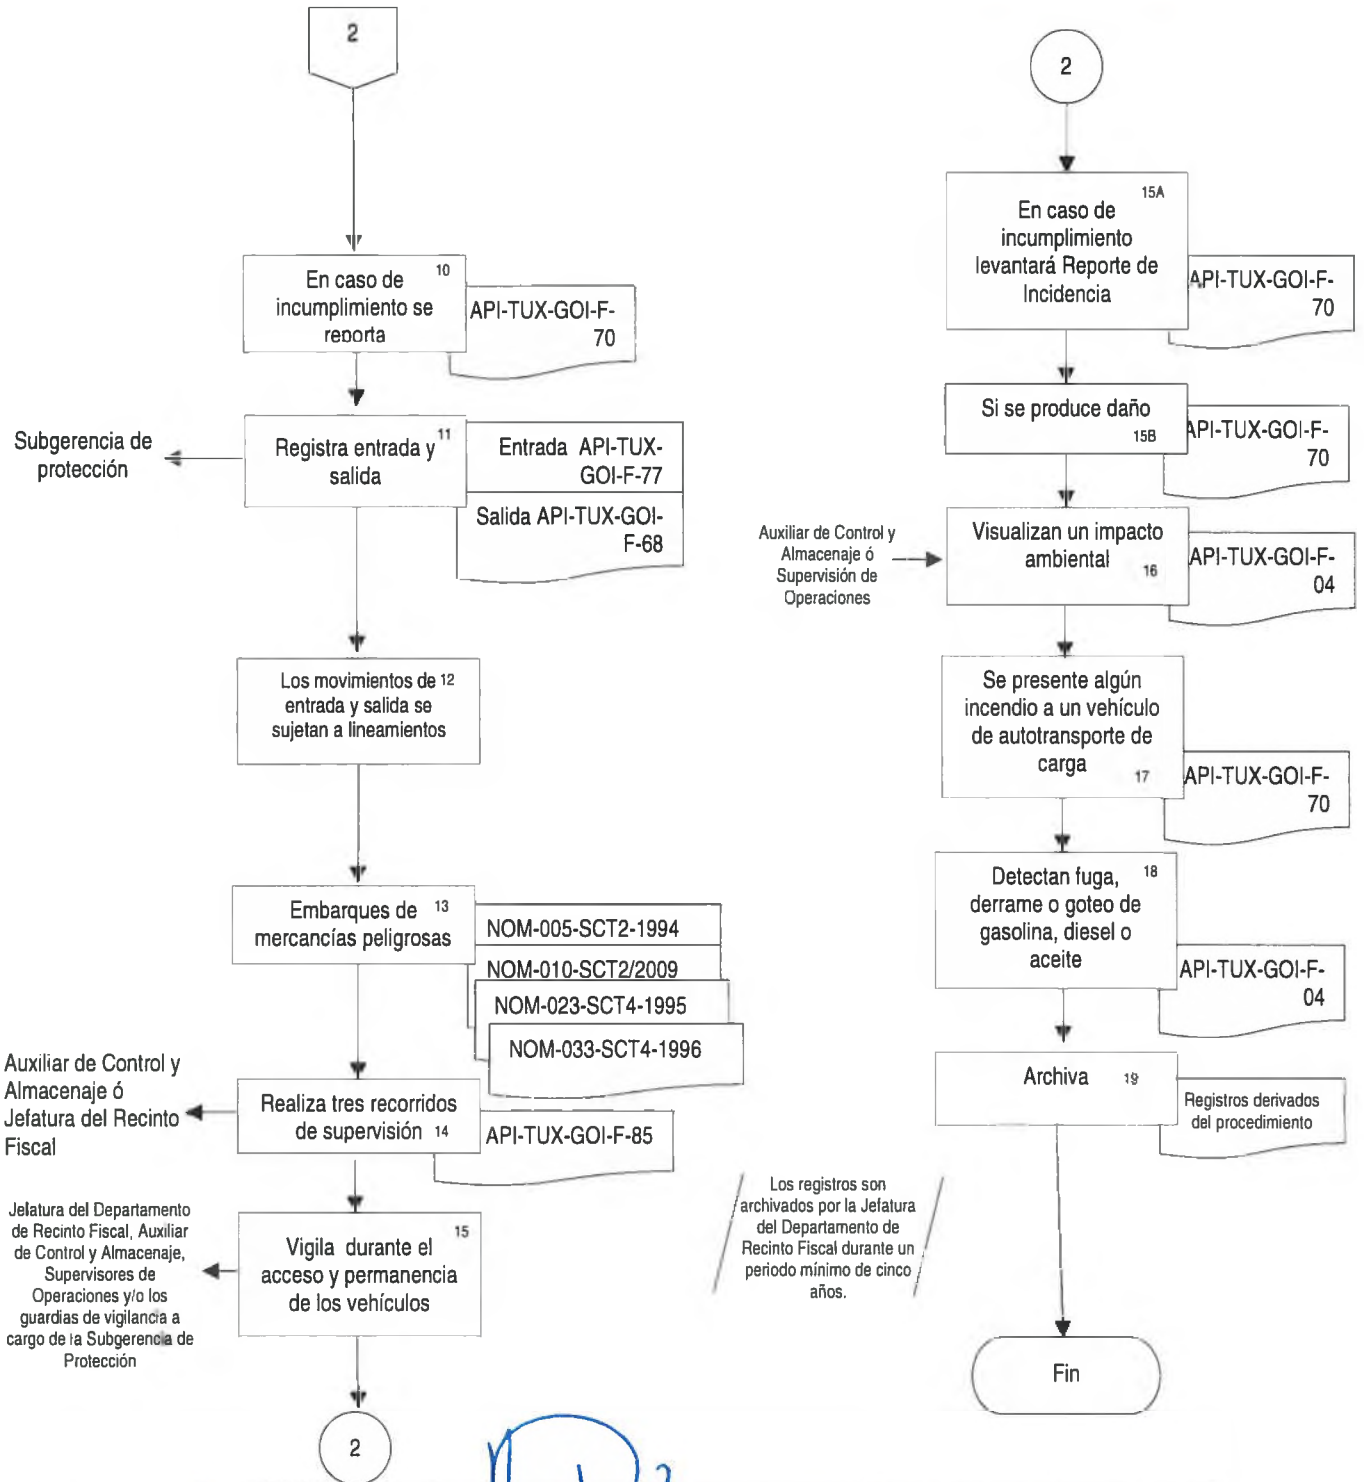 2
10
En caso de
incumplimiento se
reporta
API-TUX-GOI-F-
70
Subgerencia de
protección
11
Registra entrada y
salida
Entrada API-TUX-
GOI-F-77
Salida API-TUX-GOI-
F-68
Los movimientos de 12
entrada y salida se
sujetan a lineamientos
Embarques de 13
mercancías peligrosas
NOM-005-SCT2-1994
NOM-010-SCT2/2009
NOM-023-SCT4-1995
NOM-033-SCT4-1996
Auxiliar de Control y
Almacenaje ó
Jefatura del Recinto
Fiscal
Realiza tres recorridos
de supervisión 14
API-TUX-GOI-F-85
Jefatura del Departamento
de Recinto Fiscal, Auxiliar
de Control y Almacenaje,
Supervisores de
Operaciones y/o los
guardias de vigilancia a
cargo de la Subgerencia de
Protección
15
Vigila durante el
acceso y permanencia
de los vehículos
2
2
15A
En caso de
incumplimiento
levantará Reporte de
Incidencia
API-TUX-GOI-F-
70
Si se produce daño
15B
API-TUX-GOI-F-
70
Auxiliar de Control y
Almacenaje ó
Supervisión de
Operaciones
Visualizan un impacto
ambiental 16
API-TUX-GOI-F-
04
Se presente algún
incendio a un vehículo
de autotransporte de
carga 17
API-TUX-GOI-F-
70
18
Detectan fuga,
derrame o goteo de
gasolina, diesel o
aceite
API-TUX-GOI-F-
04
Archiva 19
Registros derivados
del procedimiento
Los registros son
archivados por la Jefatura
del Departamento de
Recinto Fiscal durante un
periodo mínimo de cinco
años.
Fin